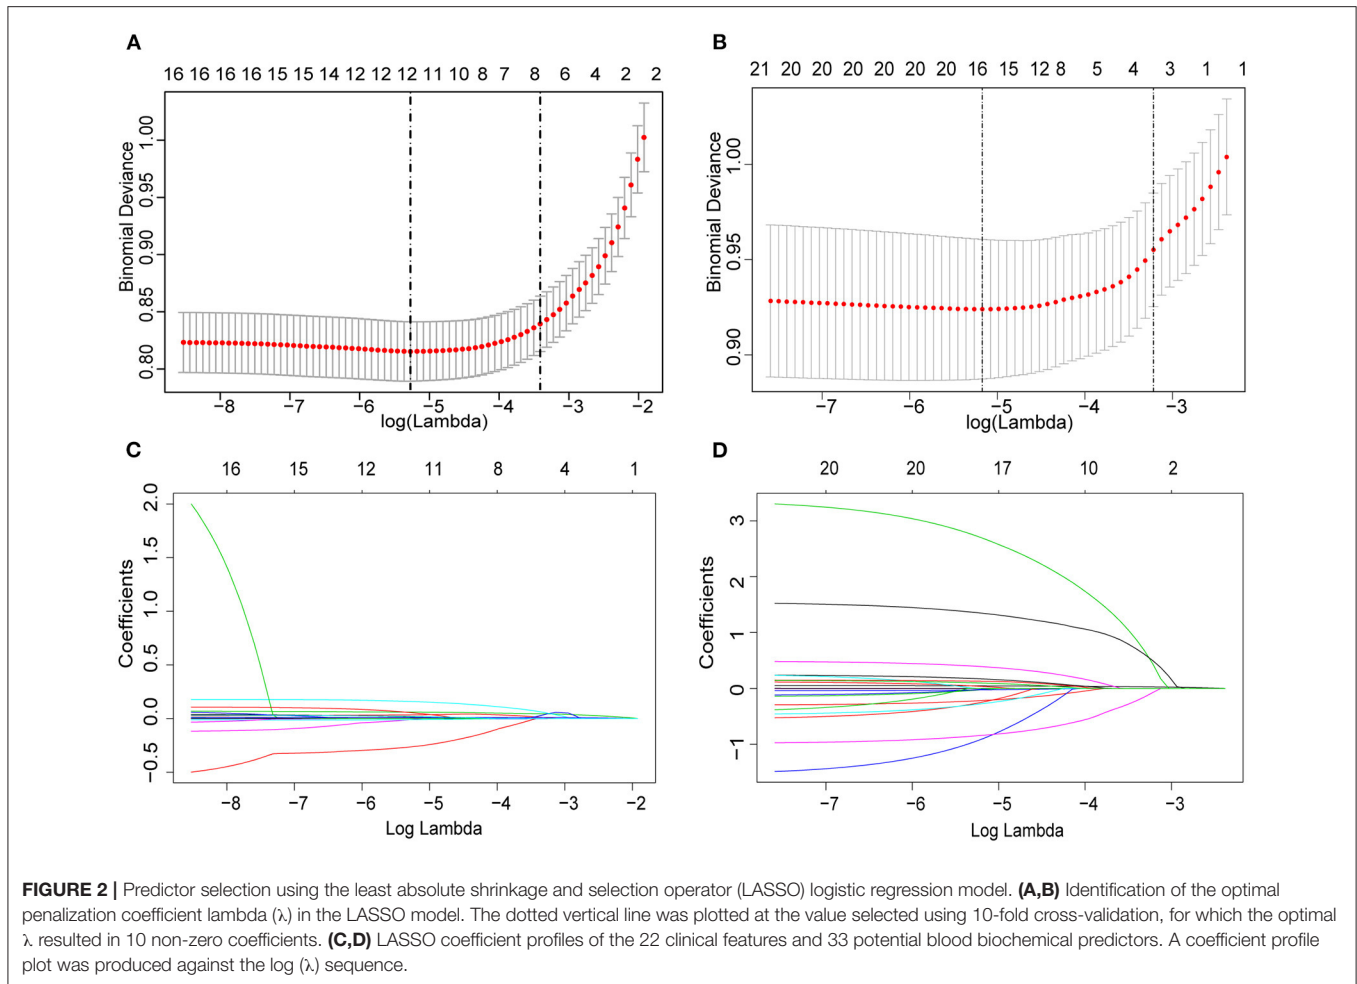 A
16 16 16 16 15 15 14 12 12 12 11 10 8 7 8 6 4 2 2
Binomial Deviance
1.00
0.95
0.90
0.85
0.80
−8 −7 −6 −5 −4 −3 −2
log(Lambda)
B
21 20 20 20 20 20 20 16 15 12 8 5 4 3 1 1
Binomial Deviance
1.00
0.95
0.90
−7 −6 −5 −4 −3
log(Lambda)
C
16 15 12 11 8 4 1
Coefficients
2.0
1.5
1.0
0.5
0.0
−0.5
−8 −7 −6 −5 −4 −3 −2
Log Lambda
D
20 20 17 10 2
Coefficients
3
2
1
0
−1
−7 −6 −5 −4 −3
Log Lambda
FIGURE 2 | Predictor selection using the least absolute shrinkage and selection operator (LASSO) logistic regression model. (A,B) Identification of the optimal
penalization coefficient lambda (λ) in the LASSO model. The dotted vertical line was plotted at the value selected using 10-fold cross-validation, for which the optimal
λ resulted in 10 non-zero coefficients. (C,D) LASSO coefficient profiles of the 22 clinical features and 33 potential blood biochemical predictors. A coefficient profile
plot was produced against the log (λ) sequence.